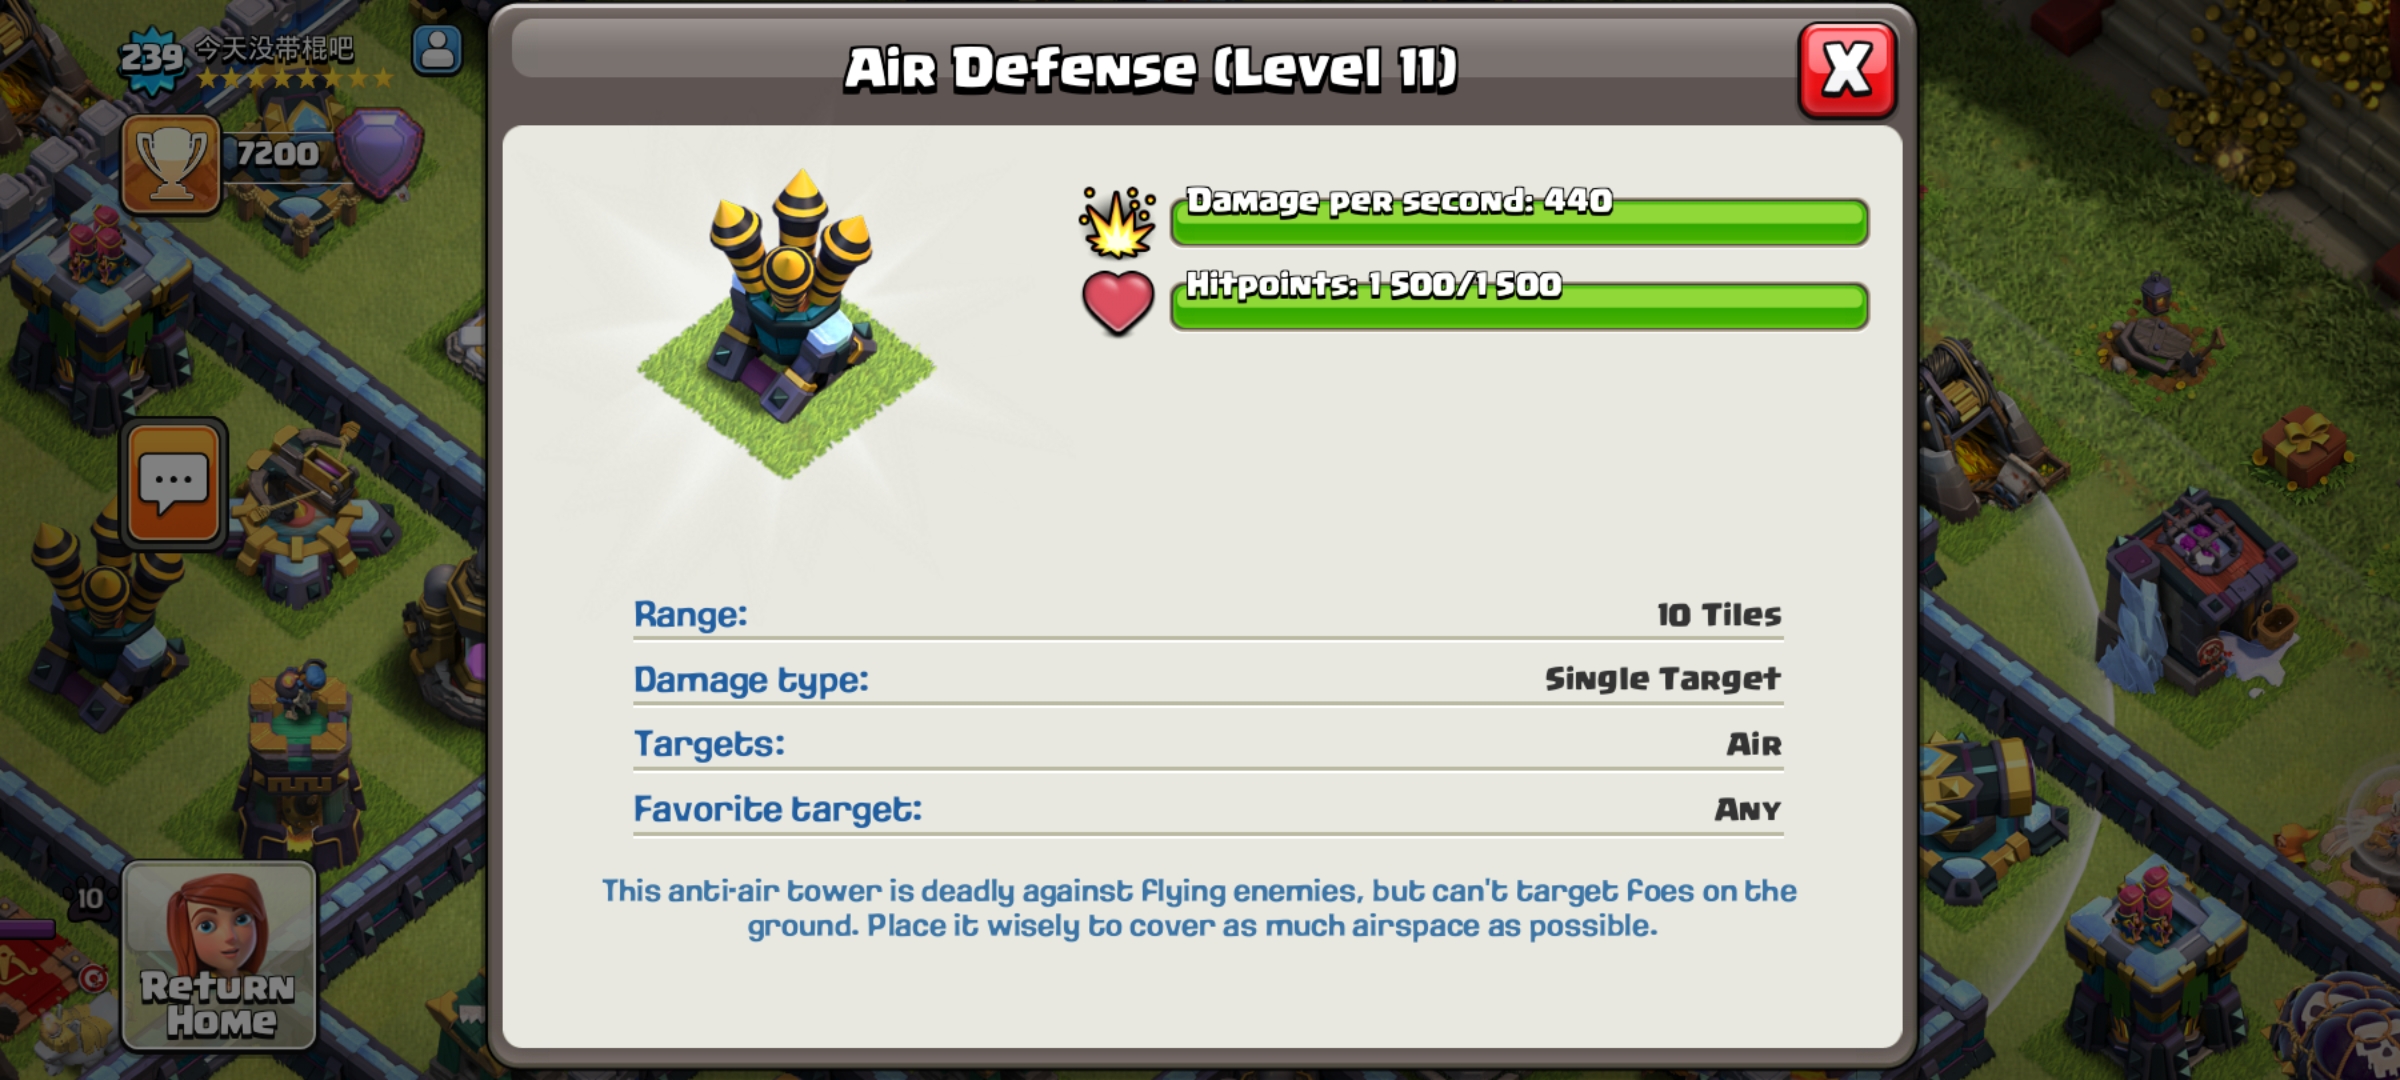 239
今天没带棍吧
7200
Air Defense (Level 11)
X
Damage per second: 440
Hitpoints: 1 500/1 500
Range: 10 Tiles
Damage type: Single Target
Targets: Air
Favorite target: Any
This anti-air tower is deadly against flying enemies, but can't target foes on the
ground. Place it wisely to cover as much airspace as possible.
10
Return
Home